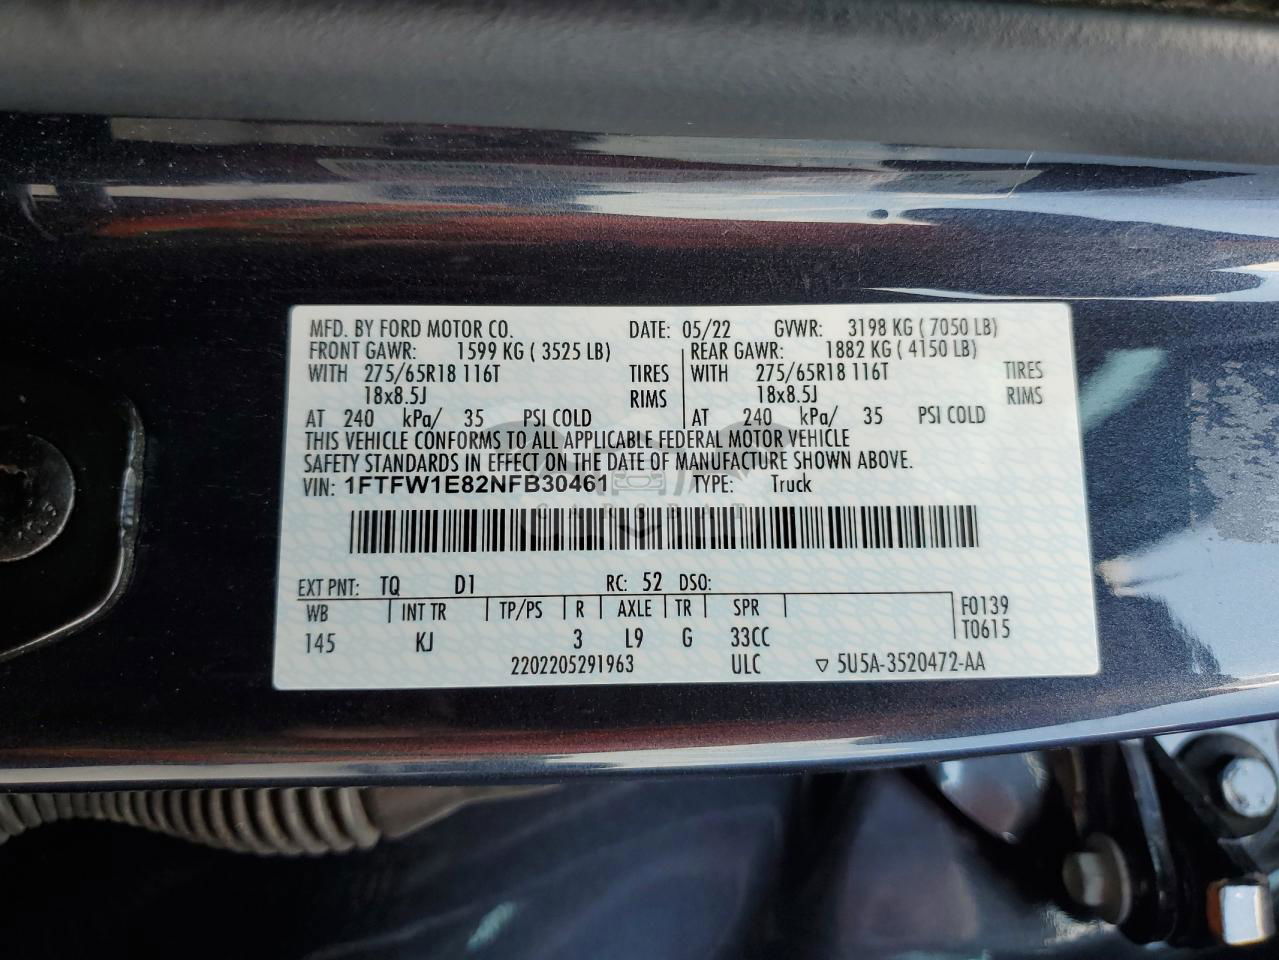 MFD. BY FORD MOTOR CO. DATE: 05/22 GVWR: 3198 KG ( 7050 LB)
FRONT GAWR: 1599 KG ( 3525 LB) REAR GAWR: 1882 KG ( 4150 LB)
WITH 275/65R18 116T TIRES WITH 275/65R18 116T TIRES
18x8.5J RIMS 18x8.5J RIMS
AT 240 kPa/ 35 PSI COLD AT 240 kPa/ 35 PSI COLD
THIS VEHICLE CONFORMS TO ALL APPLICABLE FEDERAL MOTOR VEHICLE
SAFETY STANDARDS IN EFFECT ON THE DATE OF MANUFACTURE SHOWN ABOVE.
VIN: 1FTFW1E82NFB30461 TYPE: Truck
EXT PNT: TQ D1 RC: 52 DSO:
WB INT TR TP/PS R AXLE TR SPR F0139
145 KJ 3 L9 G 33CC T0615
2202205291963 ULC ▽ 5U5A-3520472-AA